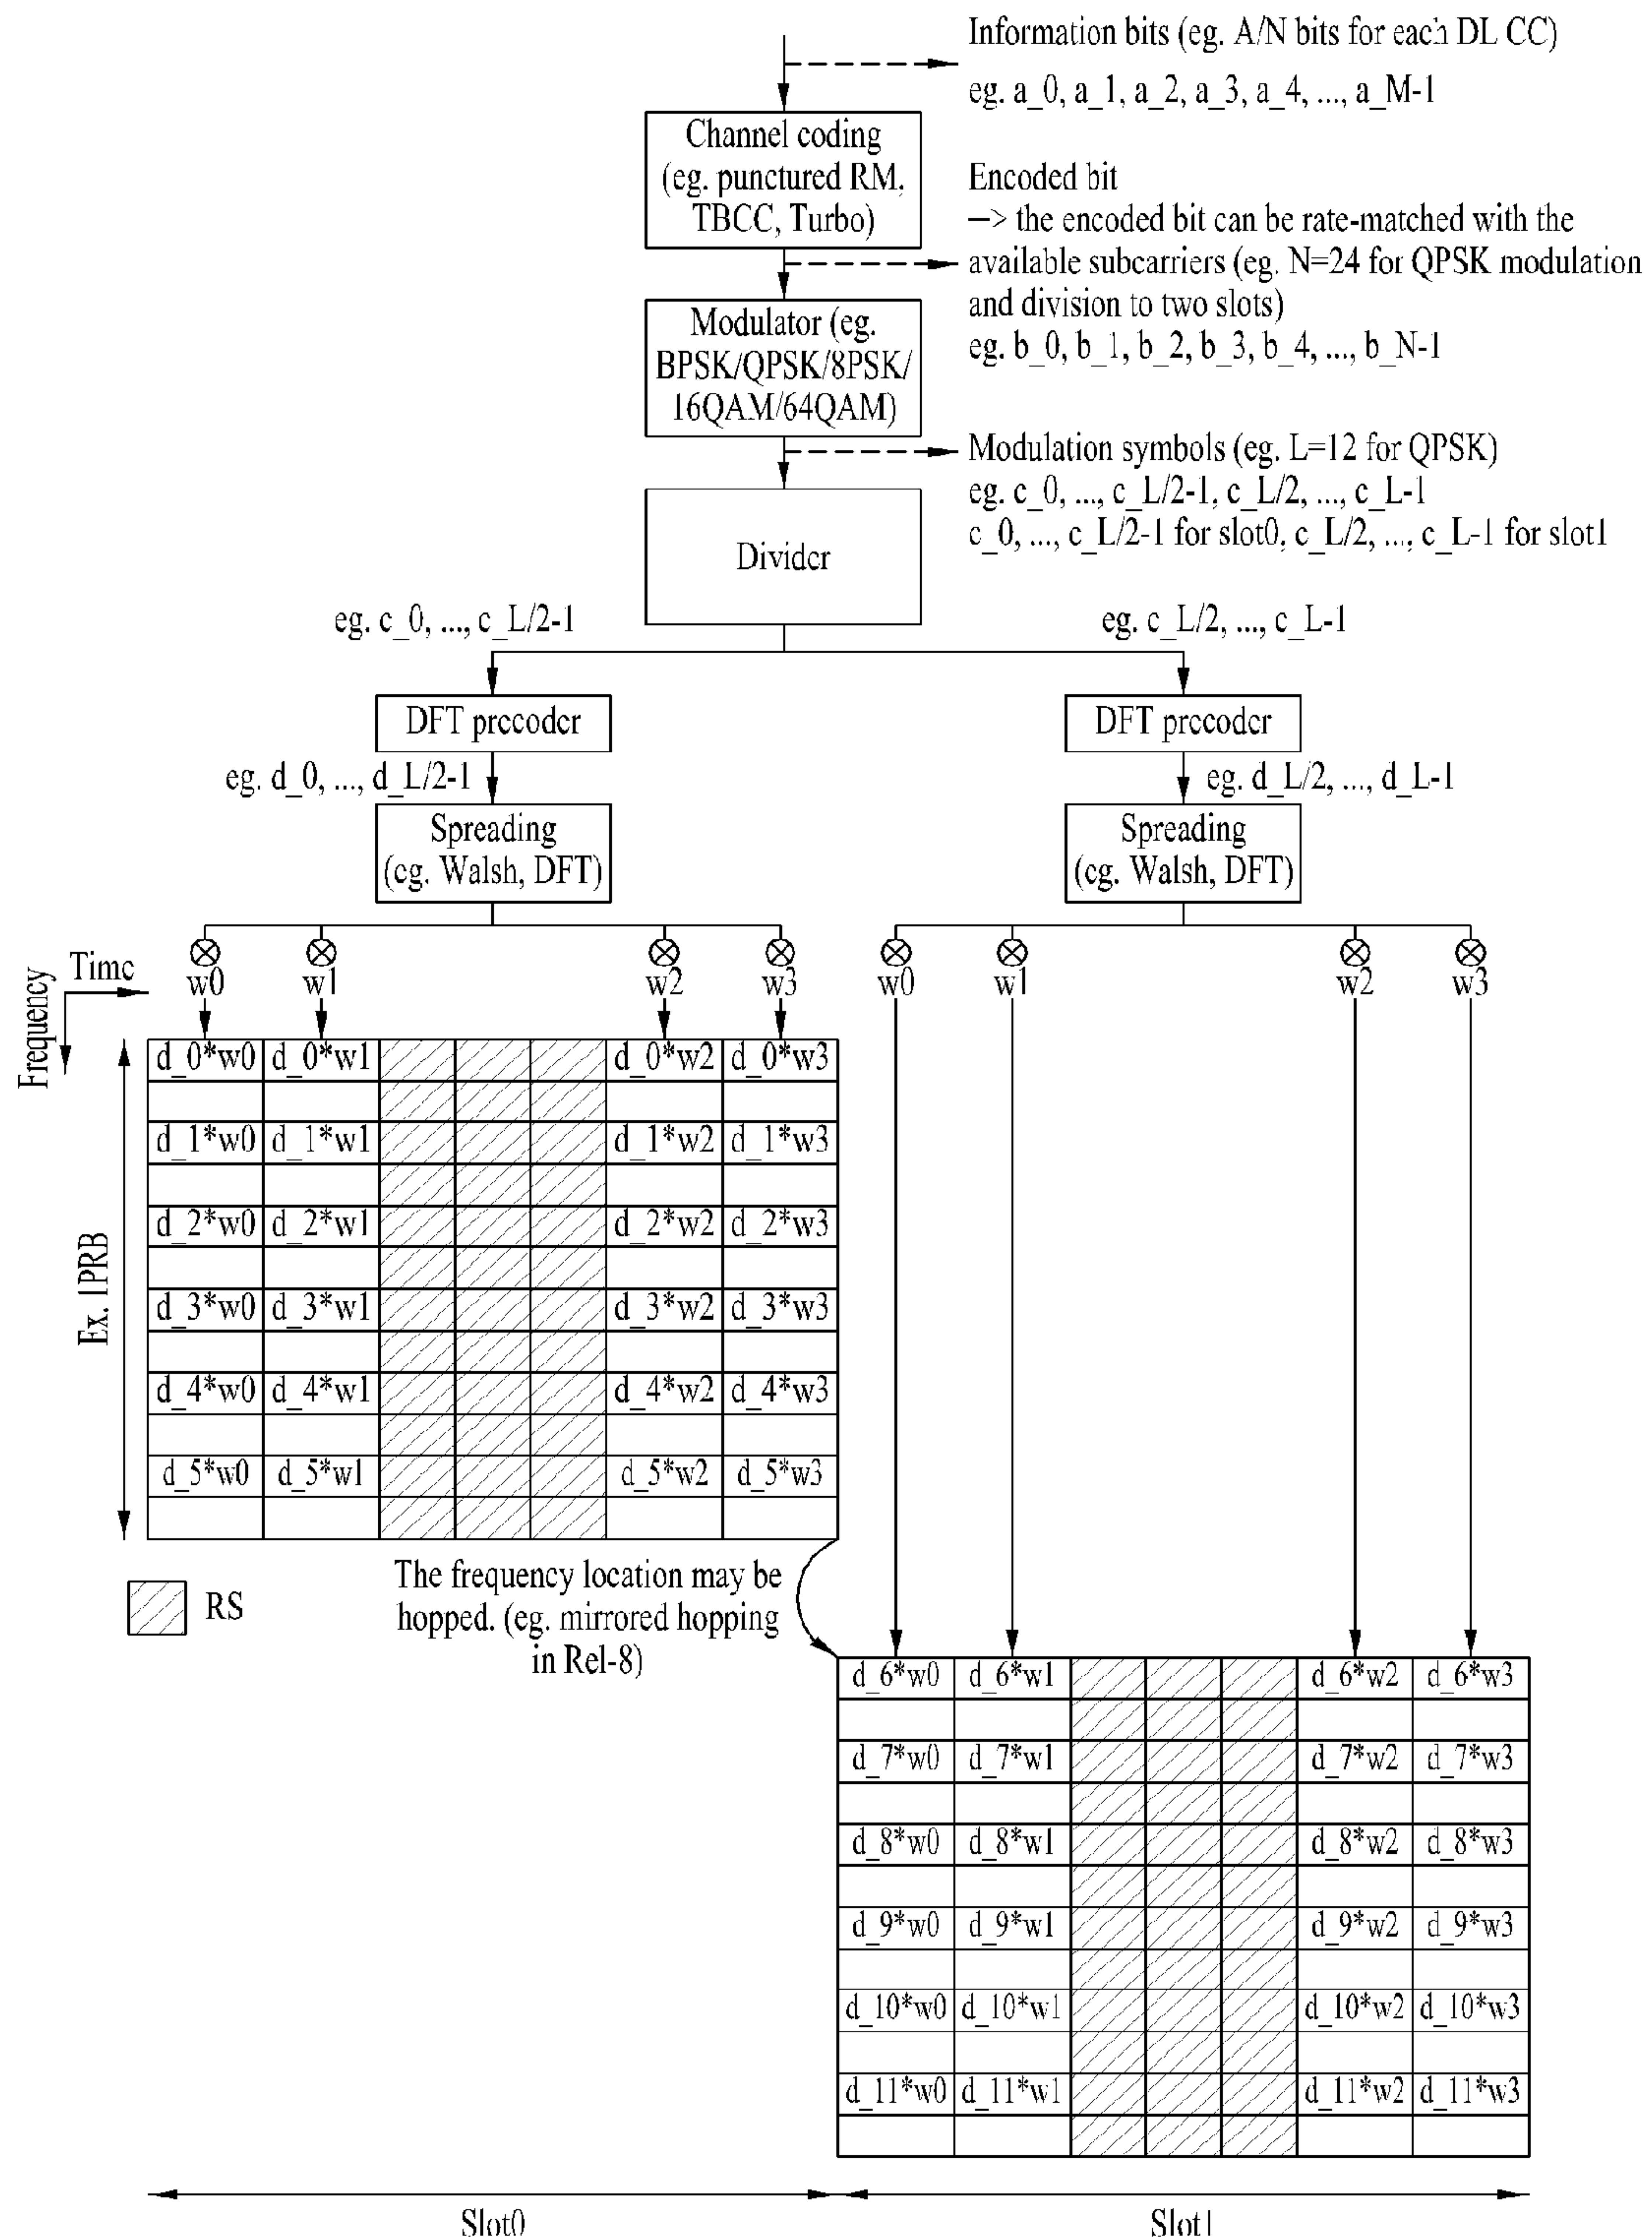 Information bits (eg. A/N bits for each DL CC)
eg. a_0, a_1, a_2, a_3, a_4, ..., a_M-1
Channel coding
(eg. punctured RM,
TBCC, Turbo)
Encoded bit
—> the encoded bit can be rate-matched with the
available subcarriers (eg. N=24 for QPSK modulation
and division to two slots)
eg. b_0, b_1, b_2, b_3, b_4, ..., b_N-1
Modulator (eg.
BPSK/QPSK/8PSK/
16QAM/64QAM)
Modulation symbols (eg. L=12 for QPSK)
eg. c_0, ..., c_L/2-1, c_L/2, ..., c_L-1
c_0, ..., c_L/2-1 for slot0, c_L/2, ..., c_L-1 for slot1
Divider
eg. c_0, ..., c_L/2-1
eg. c_L/2, ..., c_L-1
DFT precoder
DFT precoder
eg. d_0, ..., d_L/2-1
eg. d_L/2, ..., d_L-1
Spreading
(eg. Walsh, DFT)
Spreading
(eg. Walsh, DFT)
Time
Frequency
w0 w1 w2 w3
w0 w1 w2 w3
Ex. 1PRB
d_0*w0 d_0*w1 d_0*w2 d_0*w3
d_1*w0 d_1*w1 d_1*w2 d_1*w3
d_2*w0 d_2*w1 d_2*w2 d_2*w3
d_3*w0 d_3*w1 d_3*w2 d_3*w3
d_4*w0 d_4*w1 d_4*w2 d_4*w3
d_5*w0 d_5*w1 d_5*w2 d_5*w3
RS
The frequency location may be
hopped. (eg. mirrored hopping
in Rel-8)
d_6*w0 d_6*w1 d_6*w2 d_6*w3
d_7*w0 d_7*w1 d_7*w2 d_7*w3
d_8*w0 d_8*w1 d_8*w2 d_8*w3
d_9*w0 d_9*w1 d_9*w2 d_9*w3
d_10*w0 d_10*w1 d_10*w2 d_10*w3
d_11*w0 d_11*w1 d_11*w2 d_11*w3
Slot0
Slot1